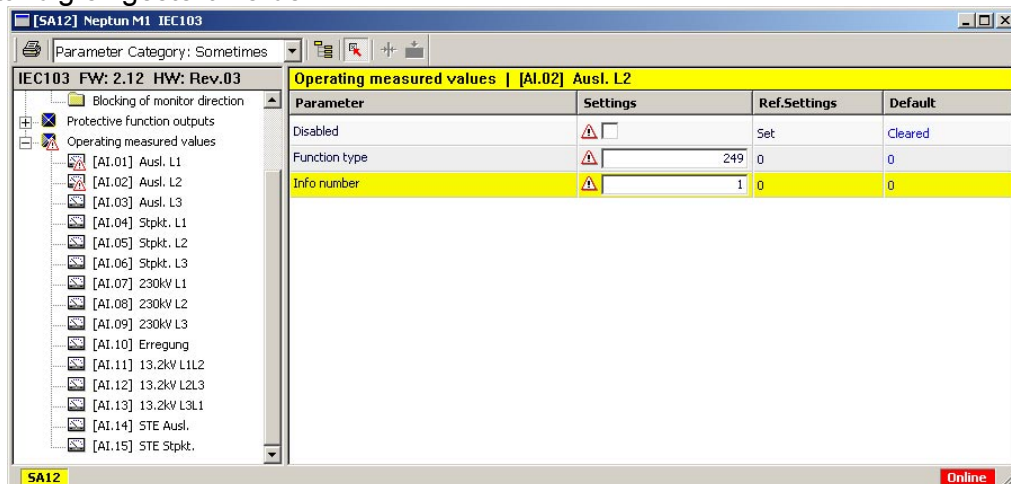 [SA12] Neptun M1 IEC103
Parameter Category: Sometimes
IEC103 FW: 2.12 HW: Rev.03
Operating measured values | [AI.02] Ausl. L2
Blocking of monitor direction
Protective function outputs
Operating measured values
[AI.01] Ausl. L1
[AI.02] Ausl. L2
[AI.03] Ausl. L3
[AI.04] Stpkt. L1
[AI.05] Stpkt. L2
[AI.06] Stpkt. L3
[AI.07] 230kV L1
[AI.08] 230kV L2
[AI.09] 230kV L3
[AI.10] Erregung
[AI.11] 13.2kV L1L2
[AI.12] 13.2kV L2L3
[AI.13] 13.2kV L3L1
[AI.14] STE Ausl.
[AI.15] STE Stpkt.
Parameter Settings Ref.Settings Default
Disabled Set Cleared
Function type 249 0 0
Info number 1 0 0
SA12 Online